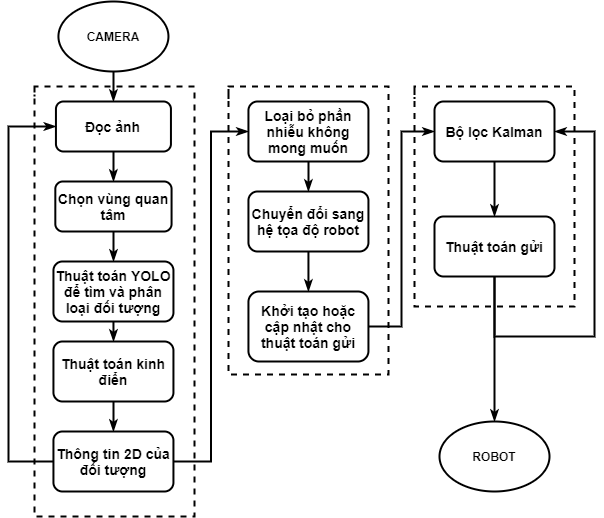 CAMERA
Đọc ảnh
Chọn vùng quan
tâm
Thuật toán YOLO
để tìm và phân
loại đối tượng
Thuật toán kinh
điển
Thông tin 2D của
đối tượng
Loại bỏ phần
nhiễu không
mong muốn
Chuyển đổi sang
hệ tọa độ robot
Khởi tạo hoặc
cập nhật cho
thuật toán gửi
Bộ lọc Kalman
Thuật toán gửi
ROBOT